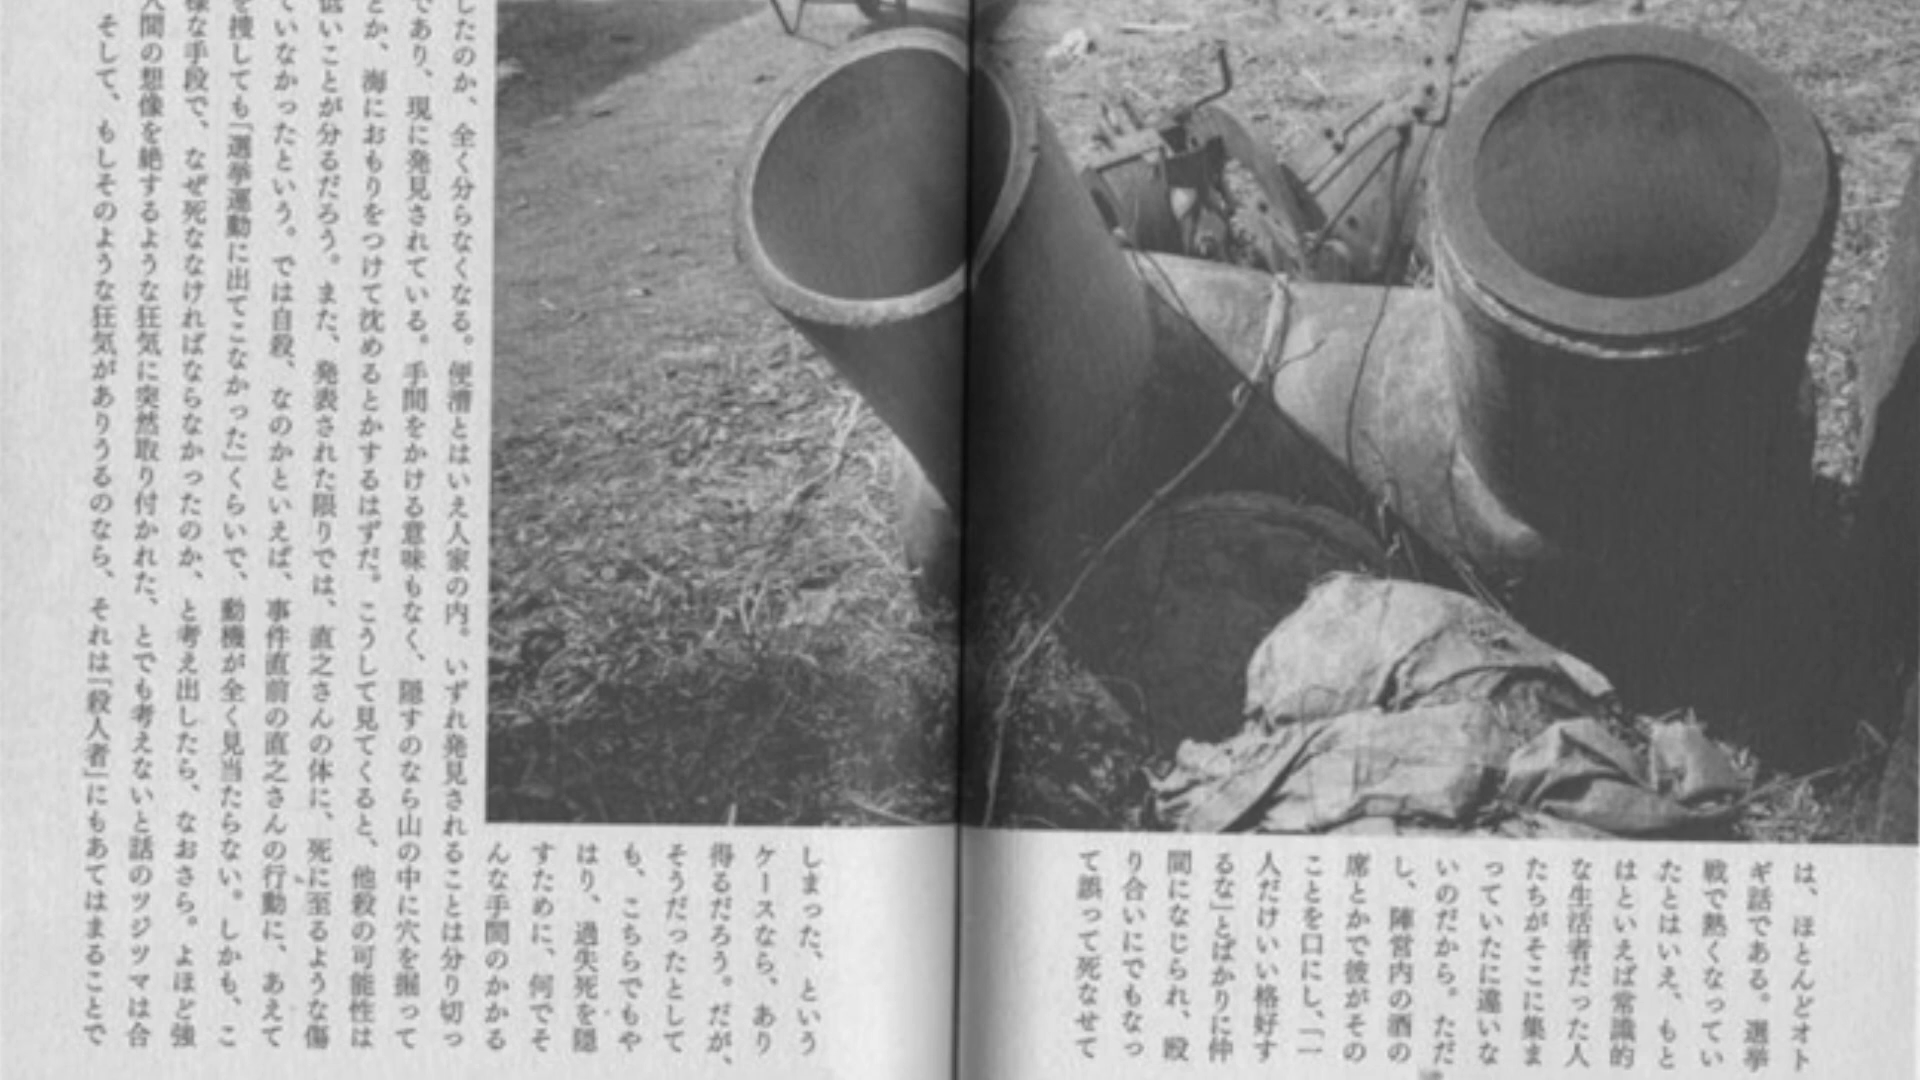 は、ほとんどオト
ギ話である。選挙
戦で熱くなってい
たとはいえ、もと
はといえば常識的
な生活者だった人
たちがそこに集ま
っていたに違いな
いのだから。ただ
し、陣営内の酒の
席とかで彼がその
ことを口にし、「一
人だけいい格好す
るな」とばかりに仲
間になじられ、殴
り合いにでもなっ
て誤って死なせて
しまった、という
ケースなら、あり
得るだろう。だが、
そうだったとして
も、こちらでもや
はり、過失死を隠
すために、何でそ
んな手間のかかる
したのか、全く分らなくなる。便漕とはいえ人家の内。いずれ発見されることは分り切っ
であり、現に発見されている。手間をかける意味もなく、隠すのなら山の中に穴を掘って
とか、海におもりをつけて沈めるとかするはずだ。こうして見てくると、他殺の可能性は
低いことが分るだろう。また、発表された限りでは、直之さんの体に、死に至るような傷
ていなかったという。では自殺、なのかといえば、事件直前の直之さんの行動に、あえて
を捜しても「選挙運動に出てこなかった」くらいで、動機が全く見当たらない。しかも、こ
様な手段で、なぜ死ななければならなかったのか、と考え出したら、なおさら。よほど強
人間の想像を絶するような狂気に突然取り付かれた、とでも考えないと話のツジツマは合
そして、もしそのような狂気がありうるのなら、それは「殺人者」にもあてはまることで